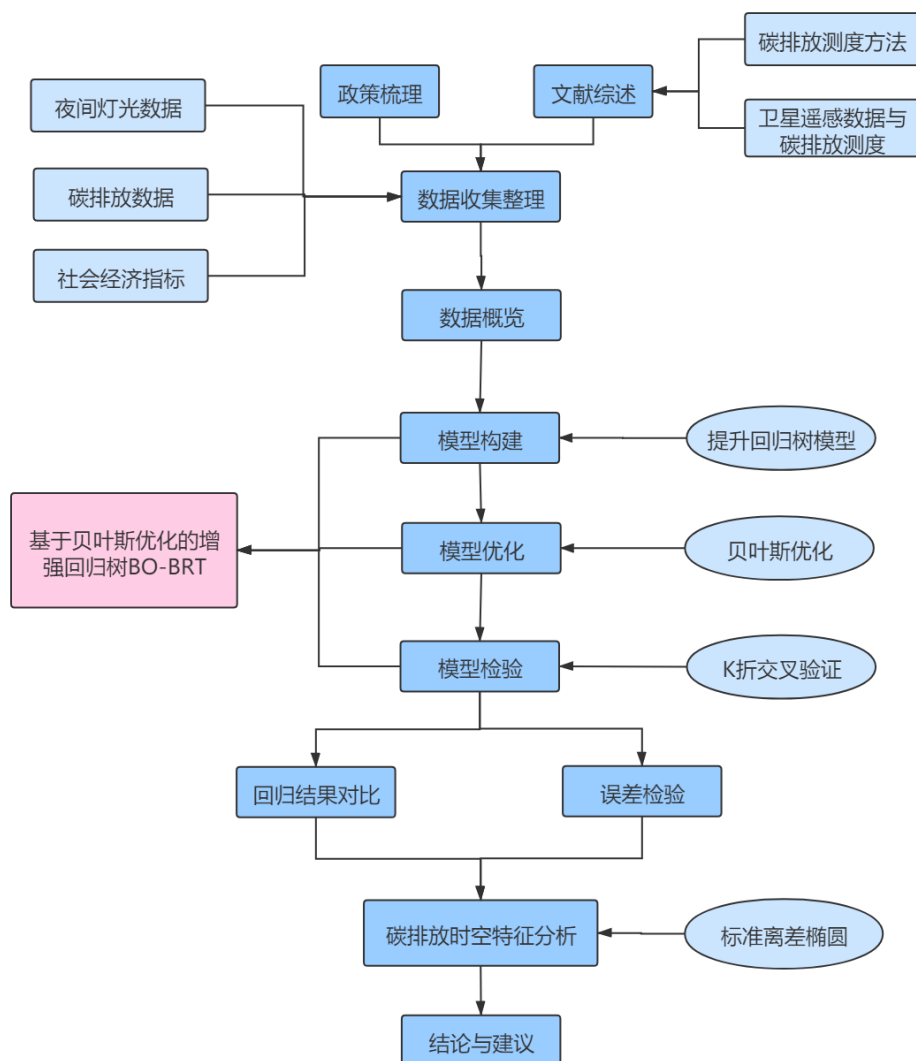 碳排放测度方法
政策梳理
文献综述
夜间灯光数据
卫星遥感数据与
碳排放测度
碳排放数据
数据收集整理
社会经济指标
数据概览
模型构建
提升回归树模型
基于贝叶斯优化的增
强回归树BO-BRT
模型优化
贝叶斯优化
模型检验
K折交叉验证
回归结果对比
误差检验
碳排放时空特征分析
标准离差椭圆
结论与建议